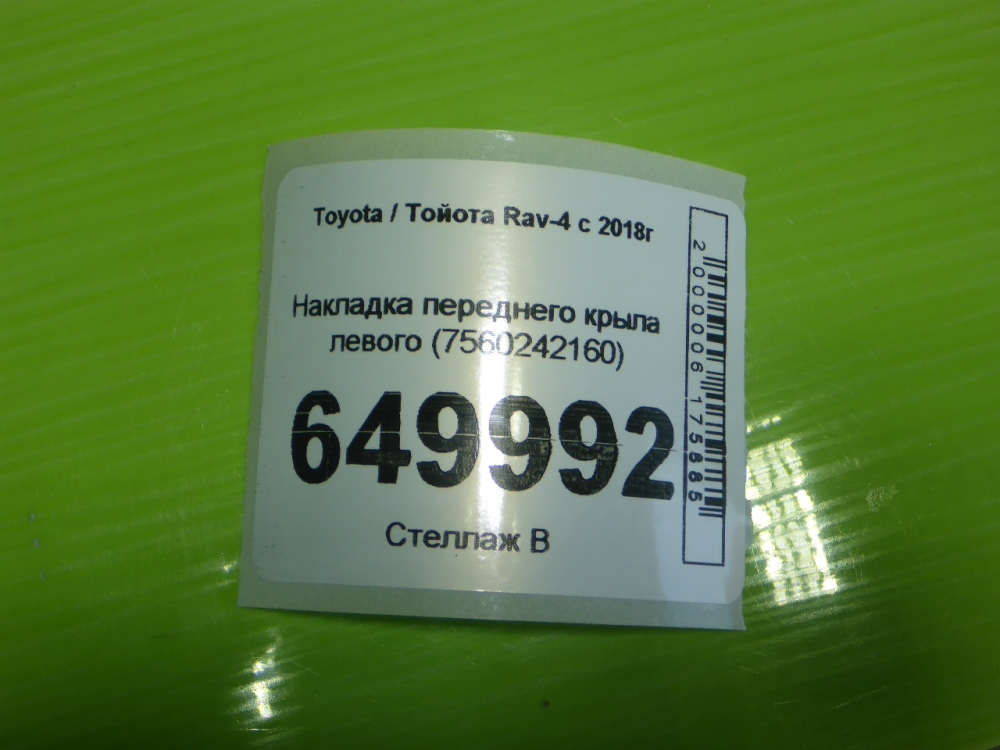 Toyota / Тойота Rav-4 с 2018г
Накладка переднего крыла
левого (7560242160)
649992
Стеллаж В
2000006175885